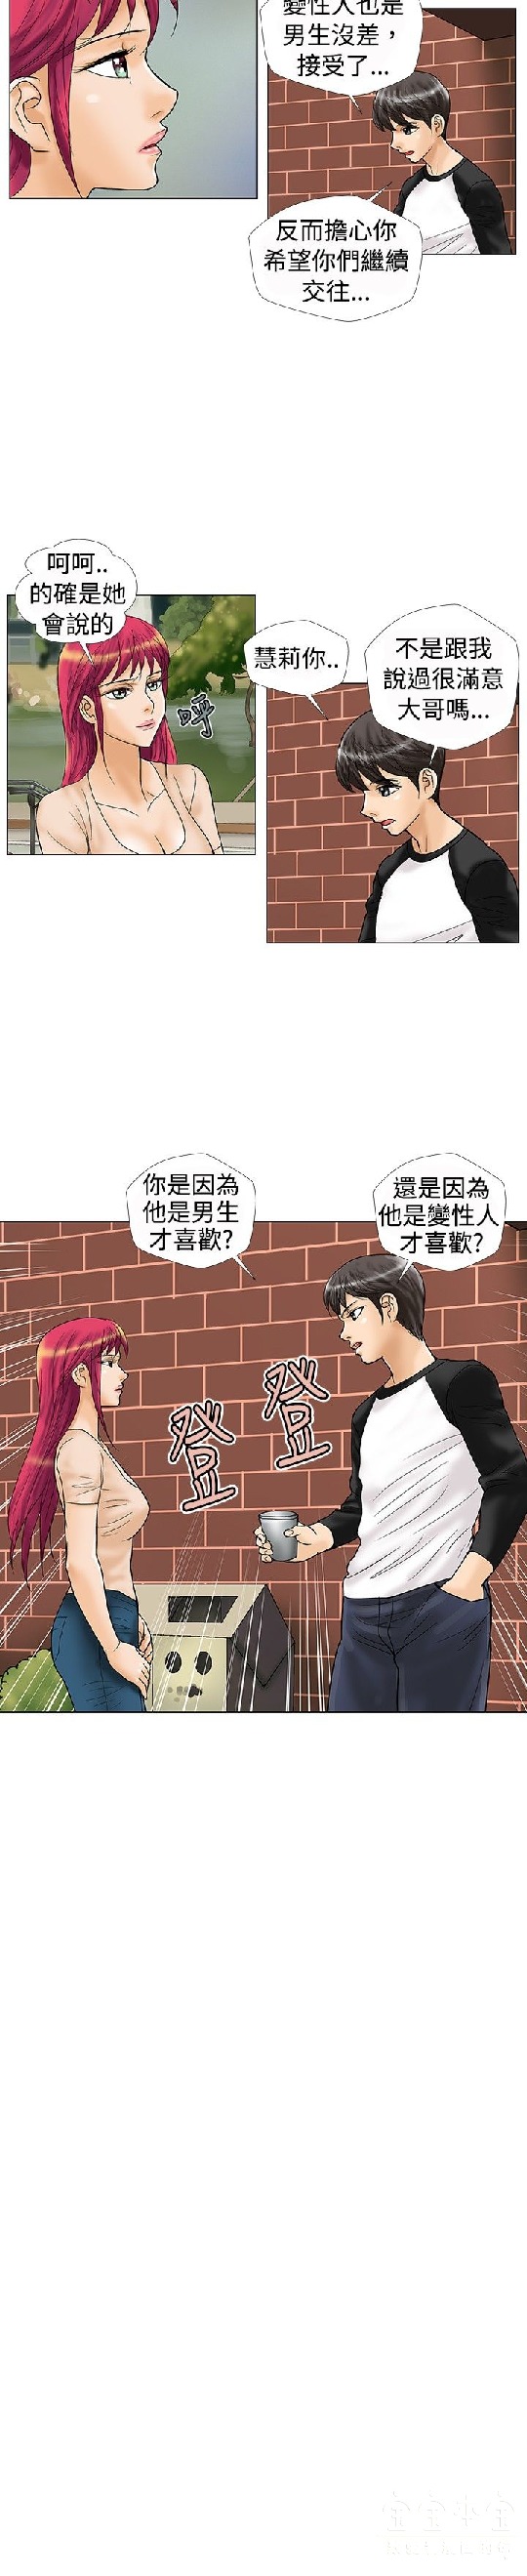 變性人也是
男生沒差，
接受了...
反而擔心你
希望你們繼續
交往...
呵呵..
的確是她
會說的
呼
慧莉你..
不是跟我
說過很滿意
大哥嗎...
你是因為
他是男生
才喜歡?
還是因為
他是變性人
才喜歡?
登
登